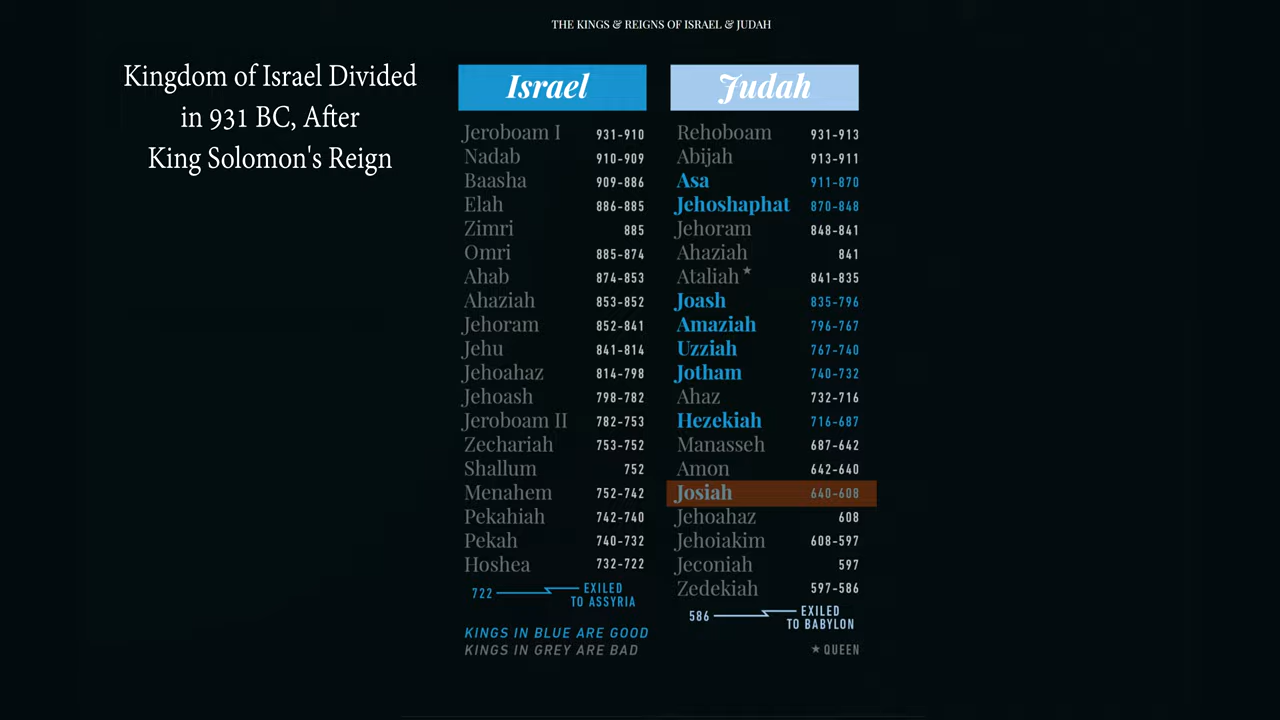 THE KINGS & REIGNS OF ISRAEL & JUDAH
Kingdom of Israel Divided
in 931 BC, After
King Solomon's Reign
Israel
Jeroboam I 931-910
Nadab 910-909
Baasha 909-886
Elah 886-885
Zimri 885
Omri 885-874
Ahab 874-853
Ahaziah 853-852
Jehoram 852-841
Jehu 841-814
Jehoahaz 814-798
Jehoash 798-782
Jeroboam II 782-753
Zechariah 753-752
Shallum 752
Menahem 752-742
Pekahiah 742-740
Pekah 740-732
Hoshea 732-722
722 EXILED
TO ASSYRIA
KINGS IN BLUE ARE GOOD
KINGS IN GREY ARE BAD
Judah
Rehoboam 931-913
Abijah 913-911
Asa 911-870
Jehoshaphat 870-848
Jehoram 848-841
Ahaziah 841
Ataliah ★ 841-835
Joash 835-796
Amaziah 796-767
Uzziah 767-740
Jotham 740-732
Ahaz 732-716
Hezekiah 716-687
Manasseh 687-642
Amon 642-640
Josiah 640-608
Jehoahaz 608
Jehoiakim 608-597
Jeconiah 597
Zedekiah 597-586
586 EXILED
TO BABYLON
★ QUEEN